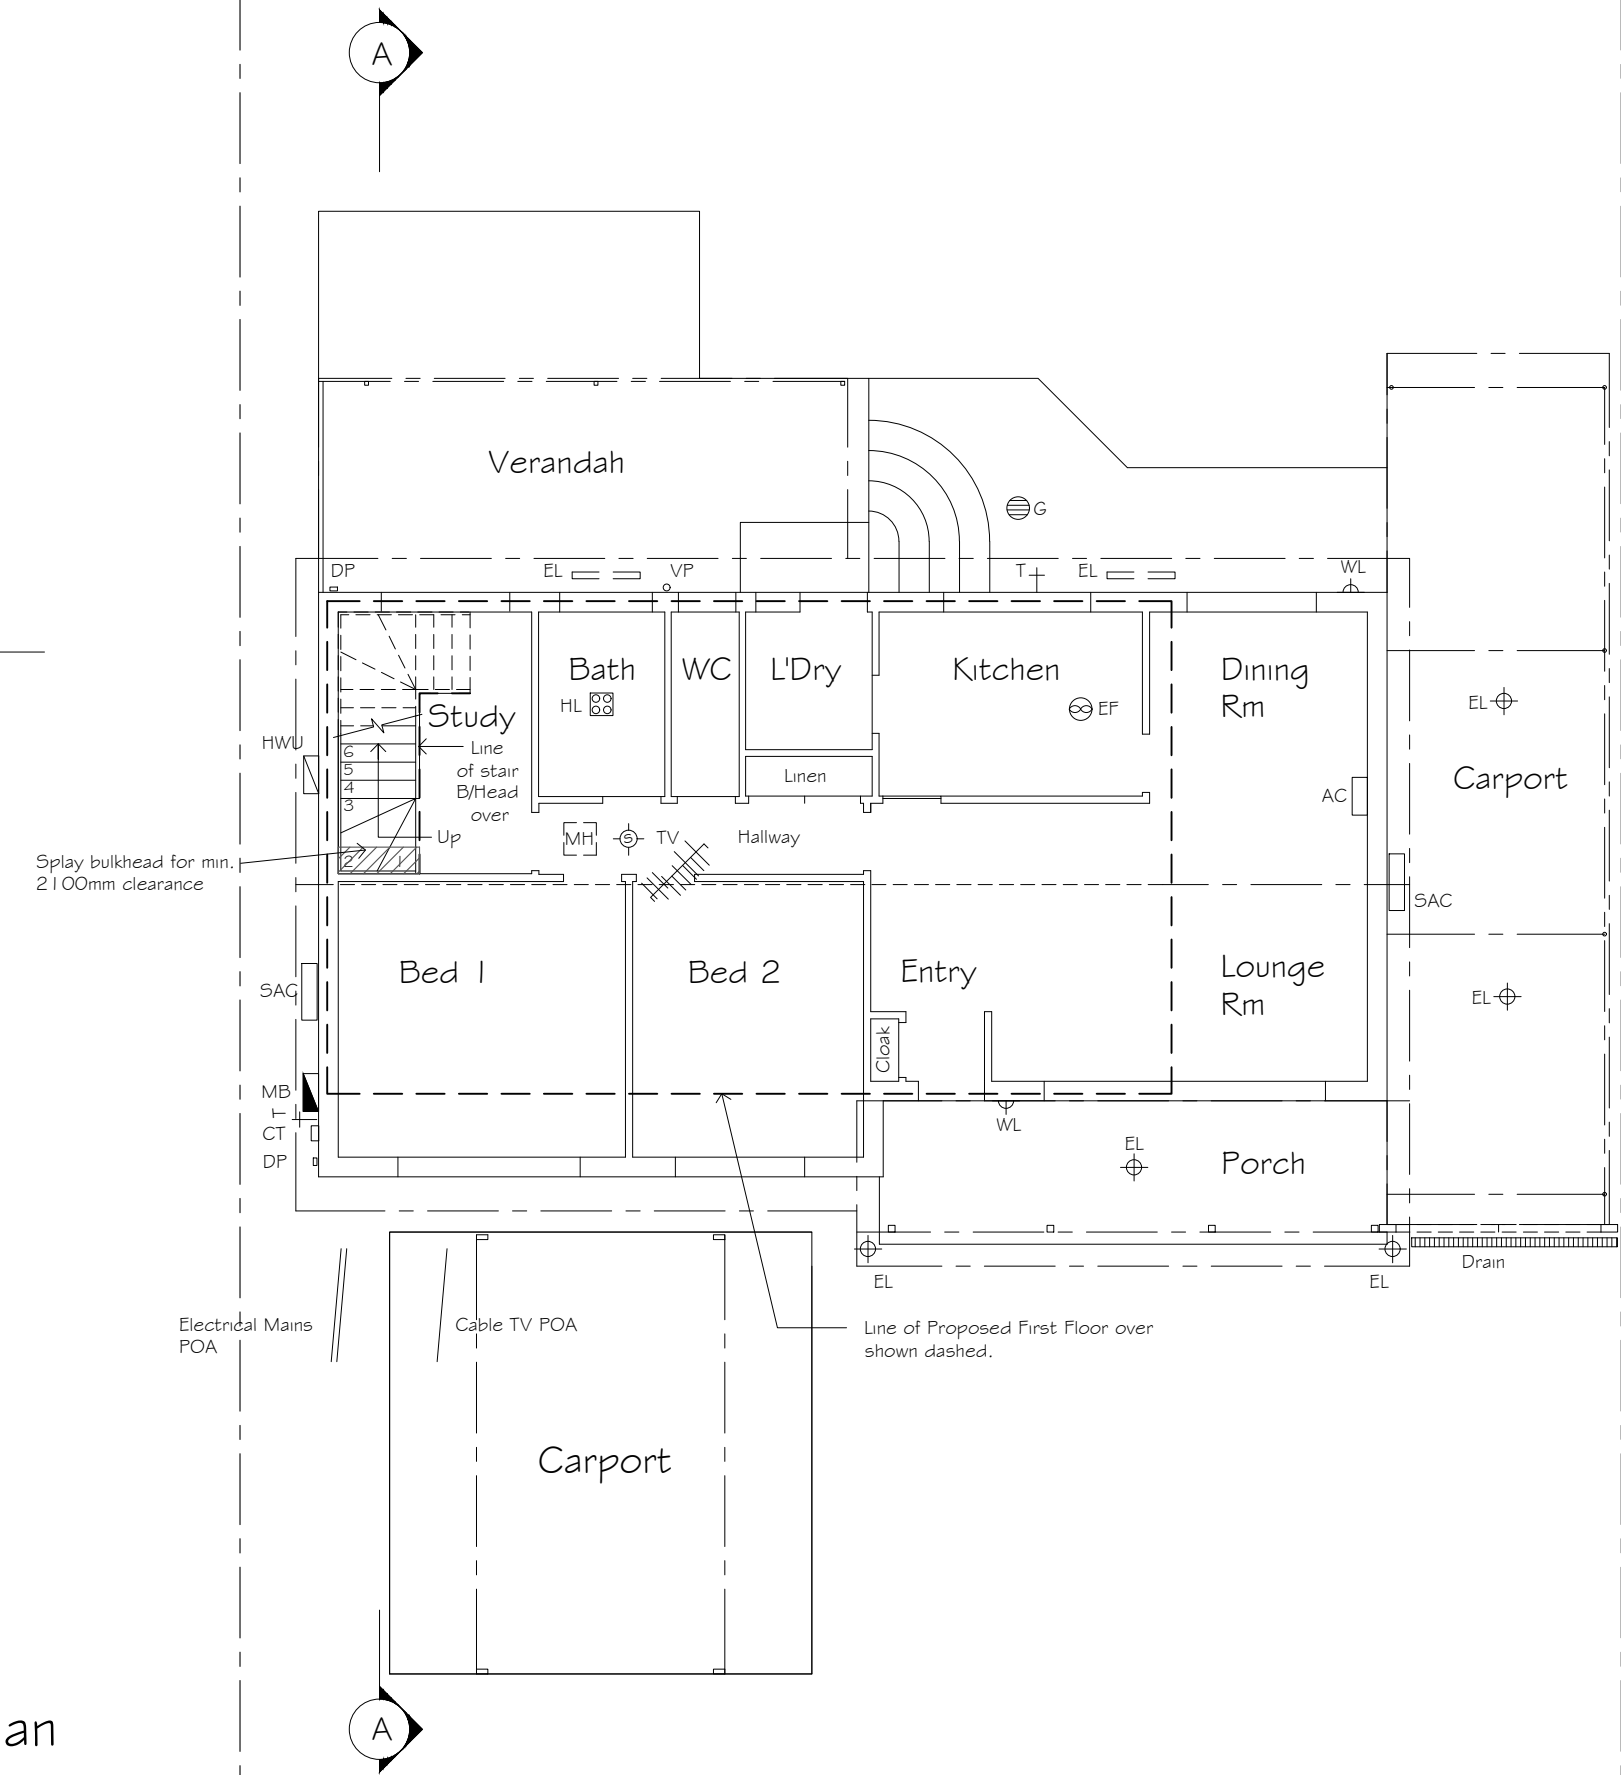 A
Verandah
G
DP
EL
VP
T
EL
WL
Bath
WC
L'Dry
Kitchen
Dining
Rm
HL
EF
EL
Study
HWU
Line
of stair
B/Head
over
6
5
4
3
2
1
Up
Linen
AC
Carport
MH
S
TV
Hallway
Splay bulkhead for min.
2100mm clearance
SAC
Bed 1
Bed 2
Entry
Lounge
Rm
SAC
EL
Cloak
MB
T
CT
DP
WL
EL
Porch
EL
EL
Drain
Electrical Mains
POA
Cable TV POA
Line of Proposed First Floor over
shown dashed.
Carport
A
an